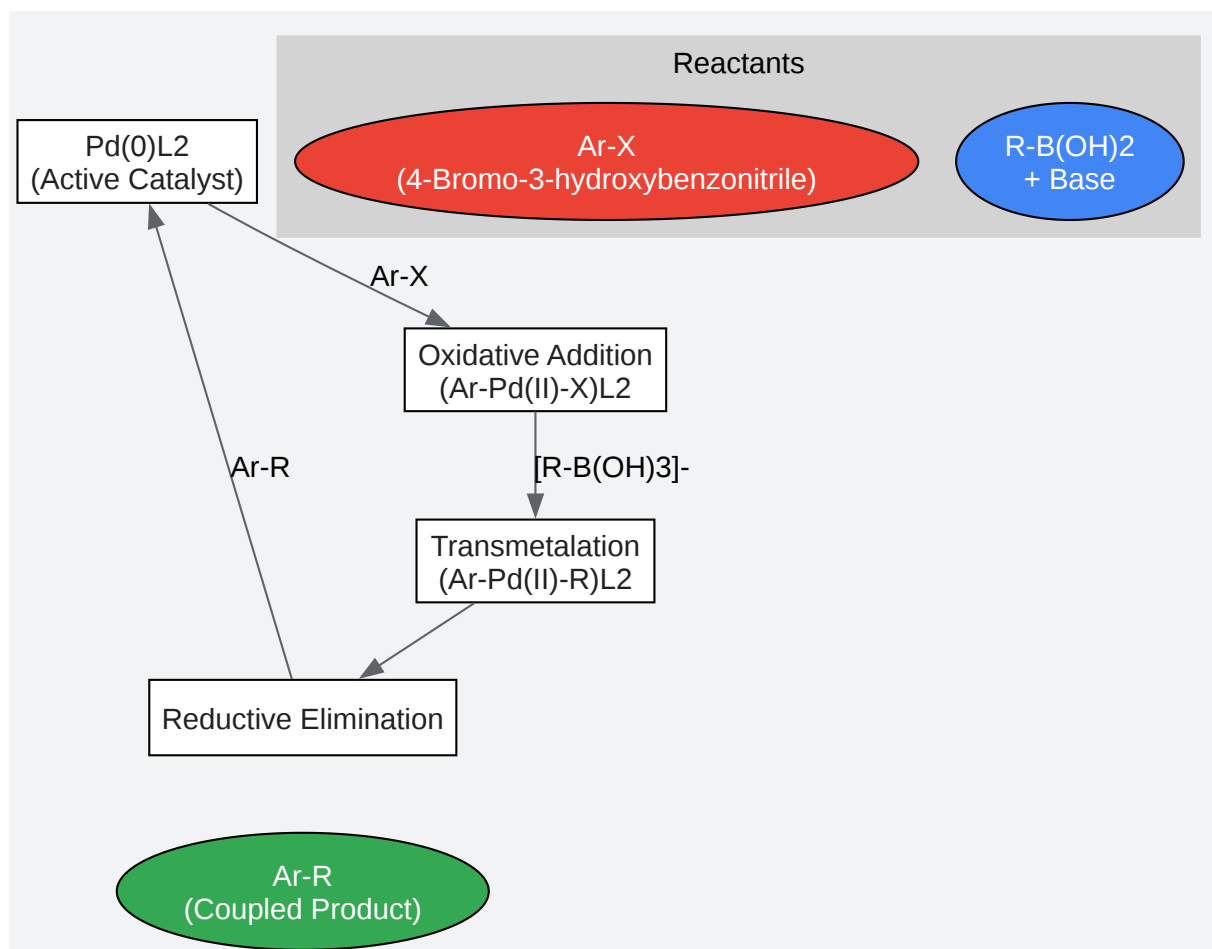 Reactants
Pd(0)L2
(Active Catalyst)
Ar-X
(4-Bromo-3-hydroxybenzonitrile)
R-B(OH)2
+ Base
Ar-X
Oxidative Addition
(Ar-Pd(II)-X)L2
Ar-R
[R-B(OH)3]-
Transmetalation
(Ar-Pd(II)-R)L2
Reductive Elimination
Ar-R
(Coupled Product)